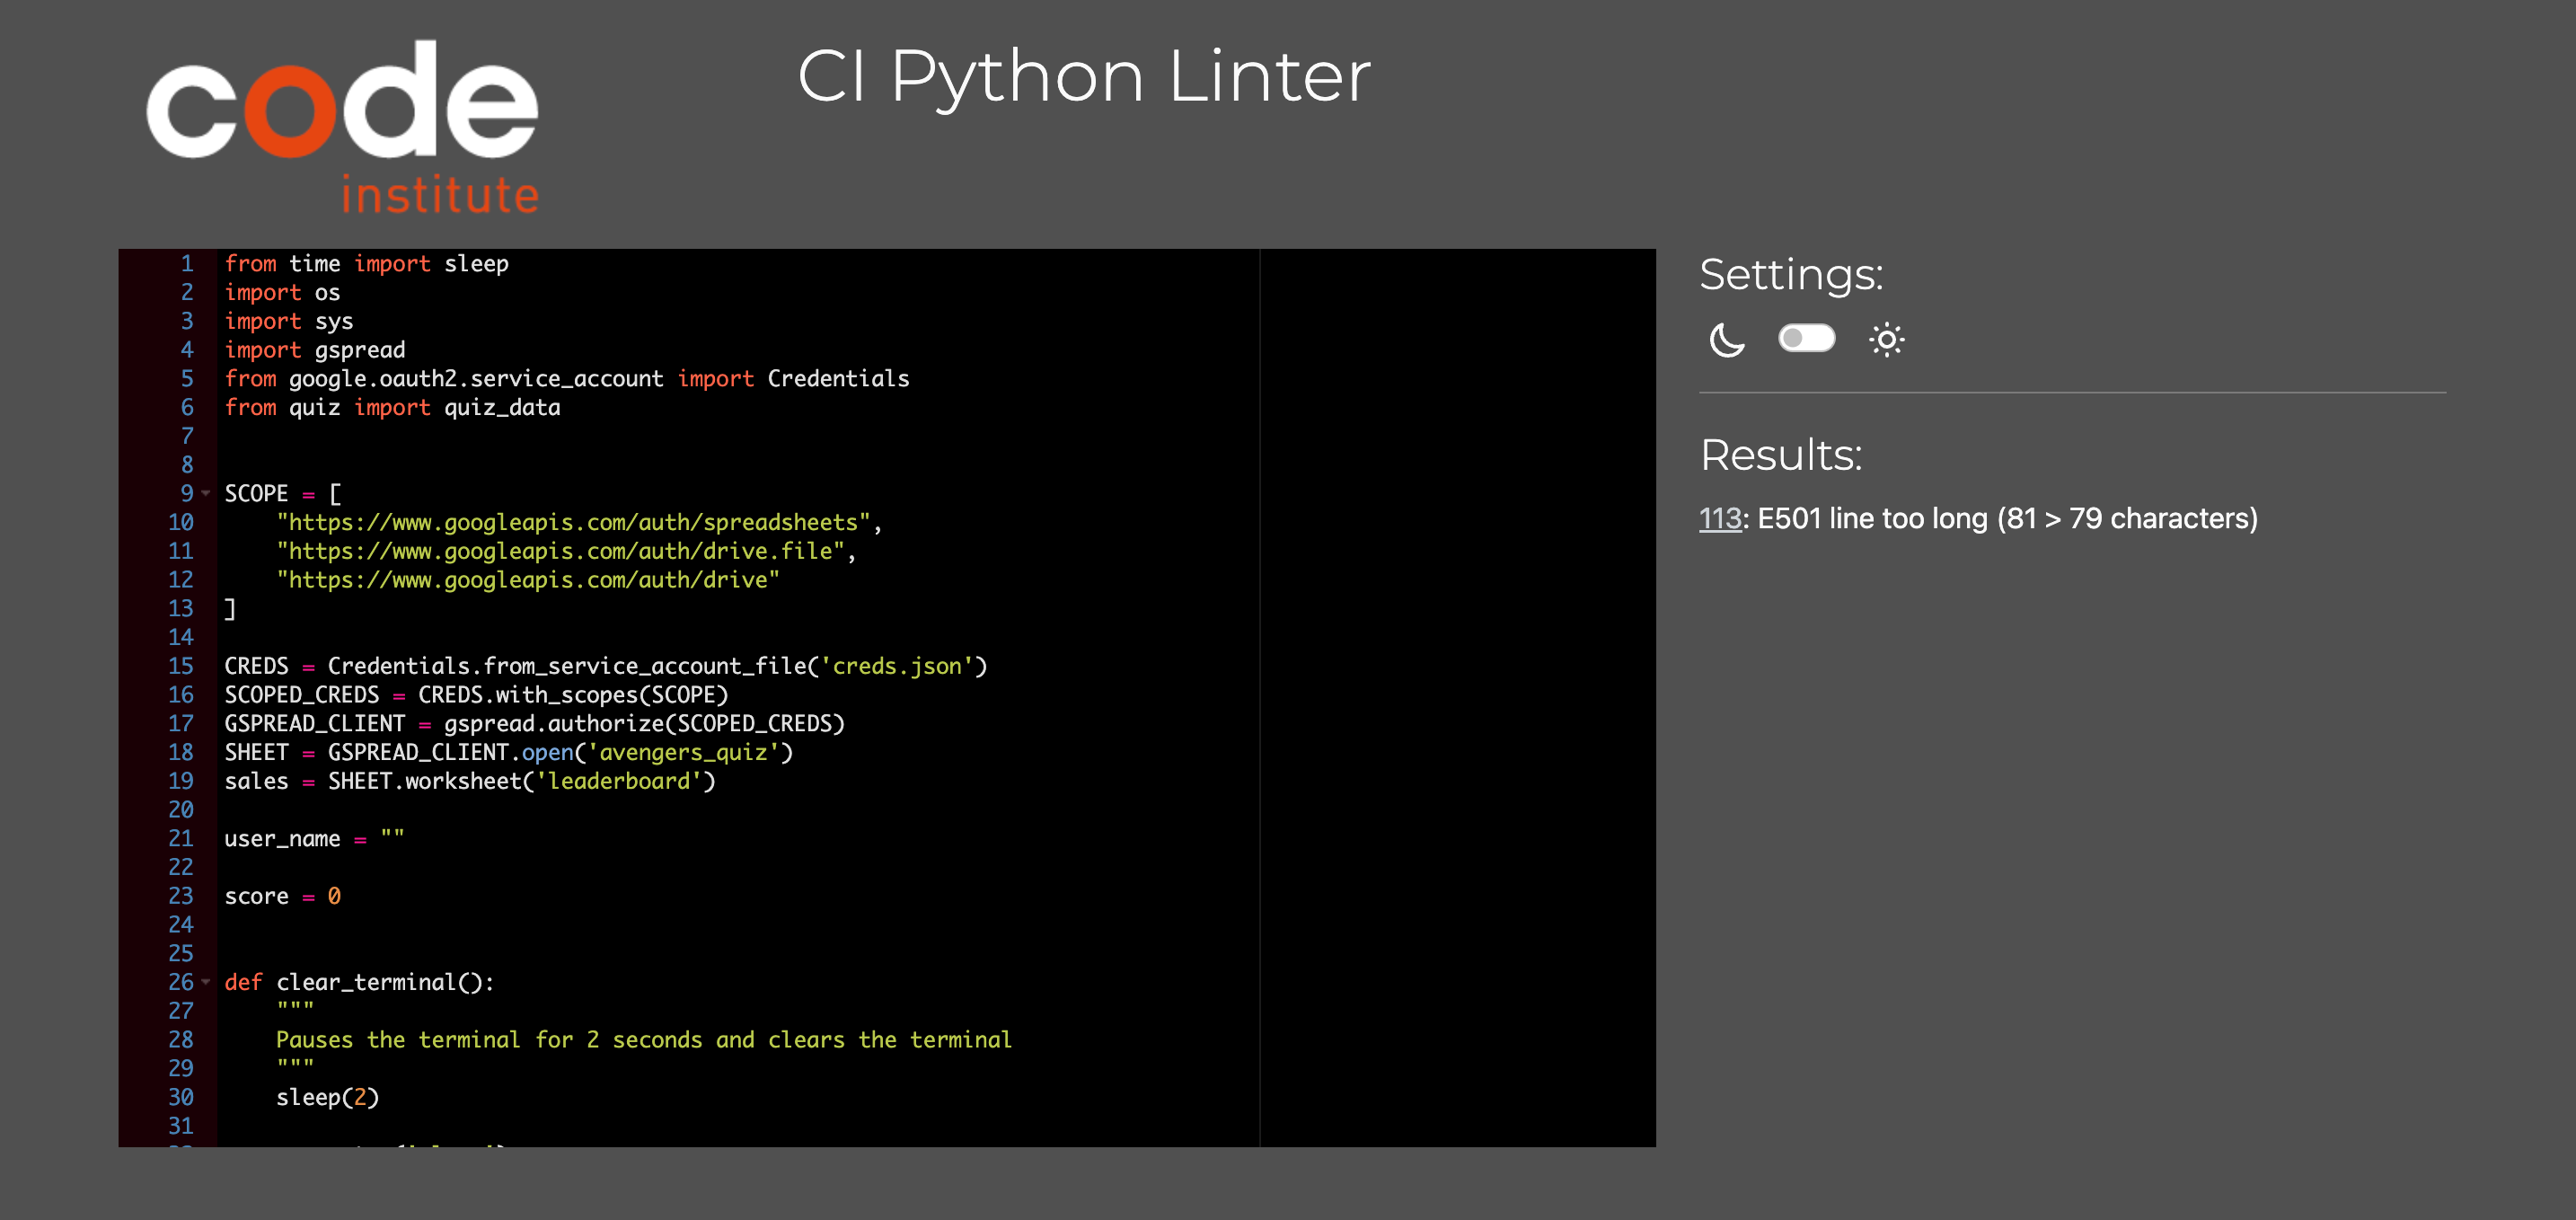 code
institute
CI Python Linter
1 from time import sleep
2 import os
3 import sys
4 import gspread
5 from google.oauth2.service_account import Credentials
6 from quiz import quiz_data
7
8
9 SCOPE = [
10     "https://www.googleapis.com/auth/spreadsheets",
11     "https://www.googleapis.com/auth/drive.file",
12     "https://www.googleapis.com/auth/drive"
13 ]
14
15 CREDS = Credentials.from_service_account_file('creds.json')
16 SCOPED_CREDS = CREDS.with_scopes(SCOPE)
17 GSPREAD_CLIENT = gspread.authorize(SCOPED_CREDS)
18 SHEET = GSPREAD_CLIENT.open('avengers_quiz')
19 sales = SHEET.worksheet('leaderboard')
20
21 user_name = ""
22
23 score = 0
24
25
26 def clear_terminal():
27     """
28     Pauses the terminal for 2 seconds and clears the terminal
29     """
30     sleep(2)
31
Settings:
Results:
113: E501 line too long (81 > 79 characters)